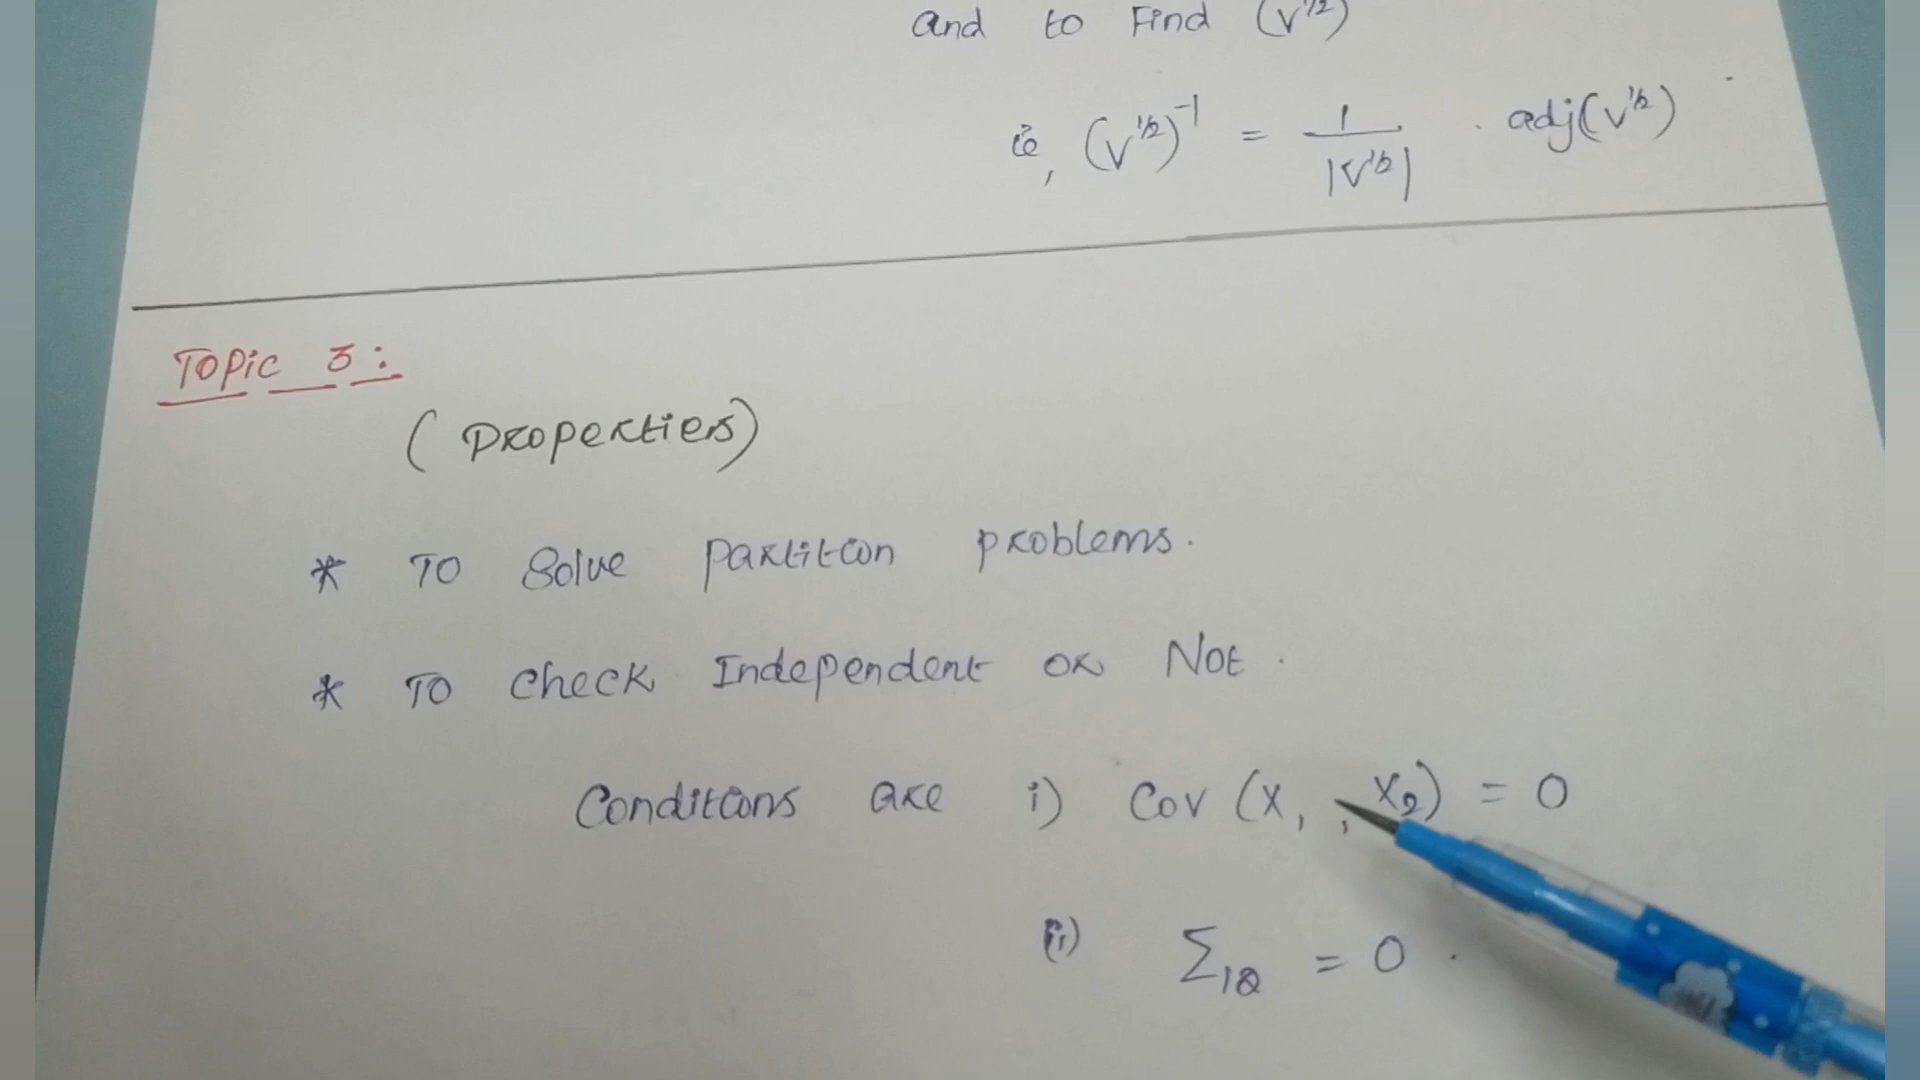 and to Find (V^1/2)
ie, (V^1/2)^-1 = 1/|V^1/2| . adj(V^1/2)
Topic 3:
(Properties)
* To Solve Partition problems.
* To check Independent or Not.
Conditions are i) Cov (X1, X2) = 0
ii) Σ12 = 0.